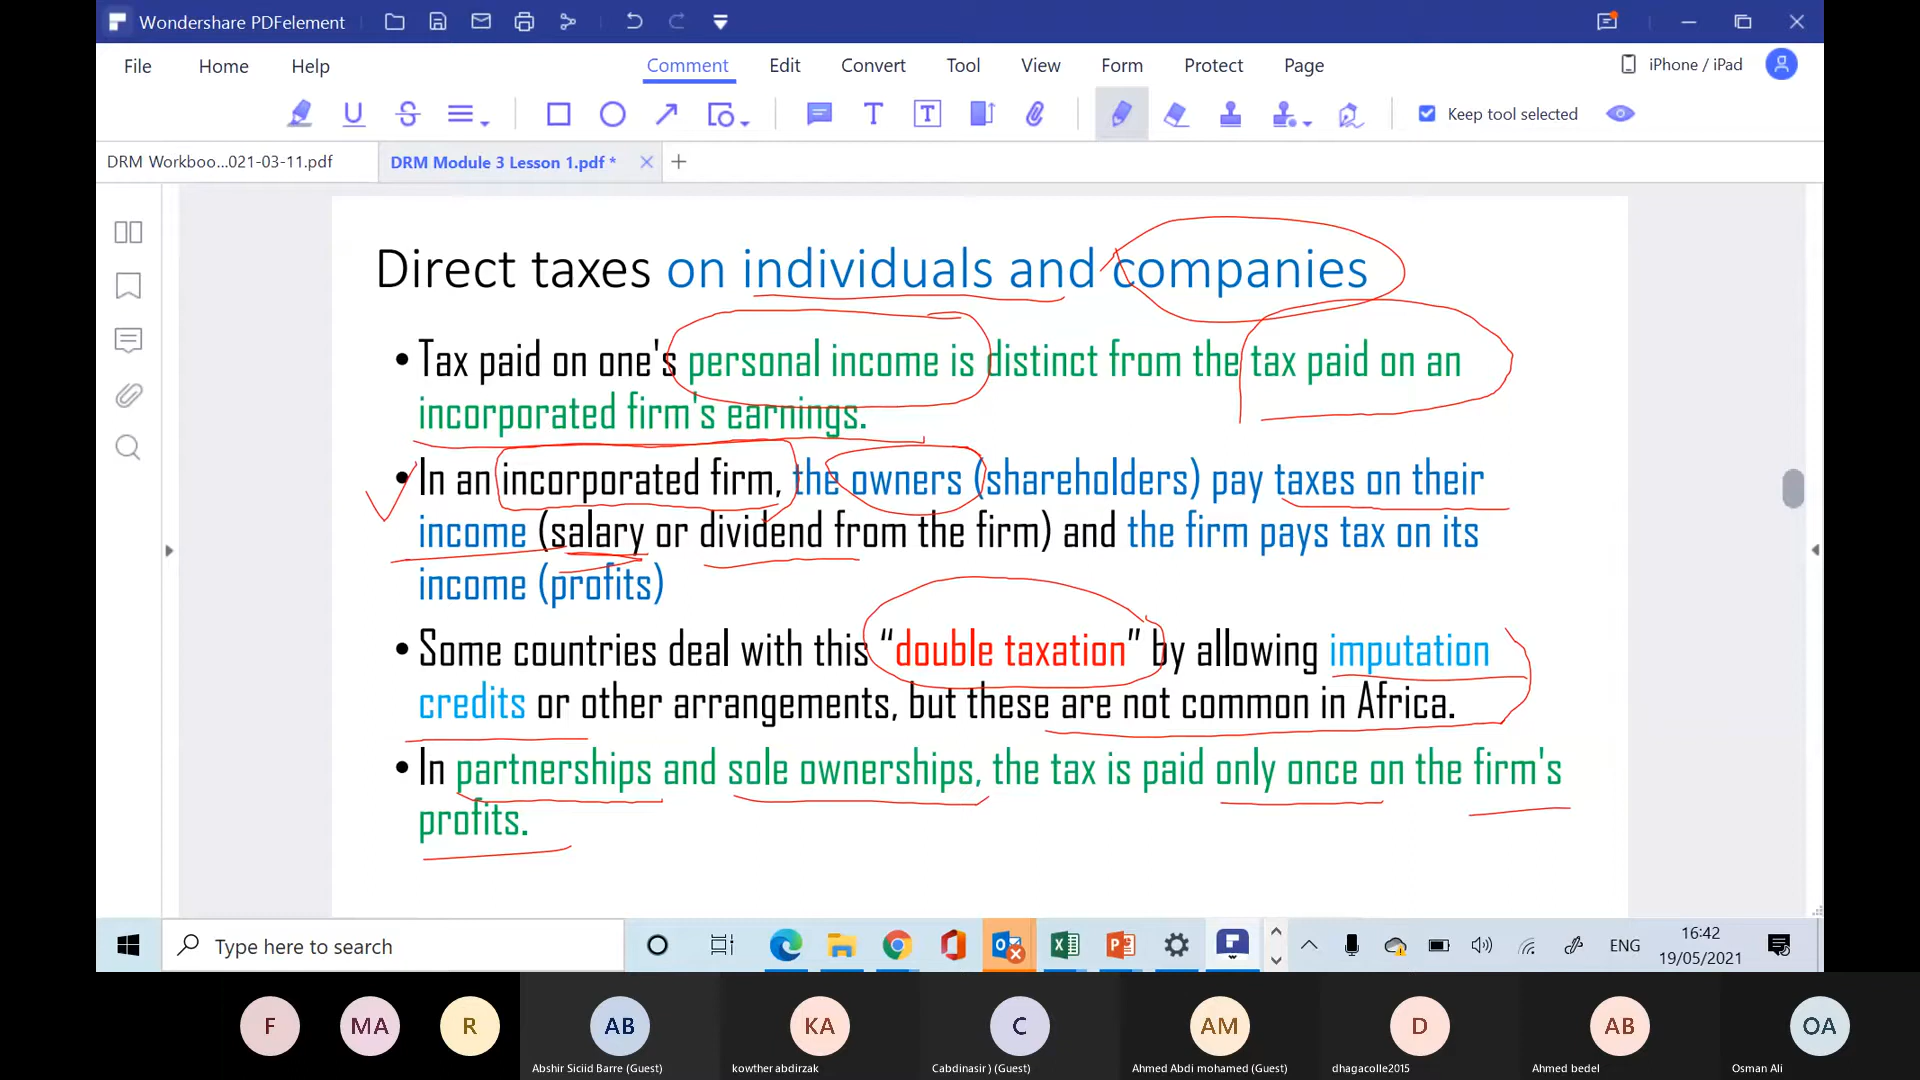 Wondershare PDFelement
File Home Help Comment Edit Convert Tool View Form Protect Page iPhone / iPad
Keep tool selected
DRM Workboo...021-03-11.pdf DRM Module 3 Lesson 1.pdf *
Direct taxes on individuals and companies
• Tax paid on one's personal income is distinct from the tax paid on an
incorporated firm's earnings.
• In an incorporated firm, the owners (shareholders) pay taxes on their
income (salary or dividend from the firm) and the firm pays tax on its
income (profits)
• Some countries deal with this “double taxation” by allowing imputation
credits or other arrangements, but these are not common in Africa.
• In partnerships and sole ownerships, the tax is paid only once on the firm's
profits.
Type here to search
ENG
16:42
19/05/2021
F MA R AB KA C AM D AB OA
Abshir Siciid Barre (Guest) kowther abdirzak Cabdinasir ) (Guest) Ahmed Abdi mohamed (Guest) dhagacolle2015 Ahmed bedel Osman Ali